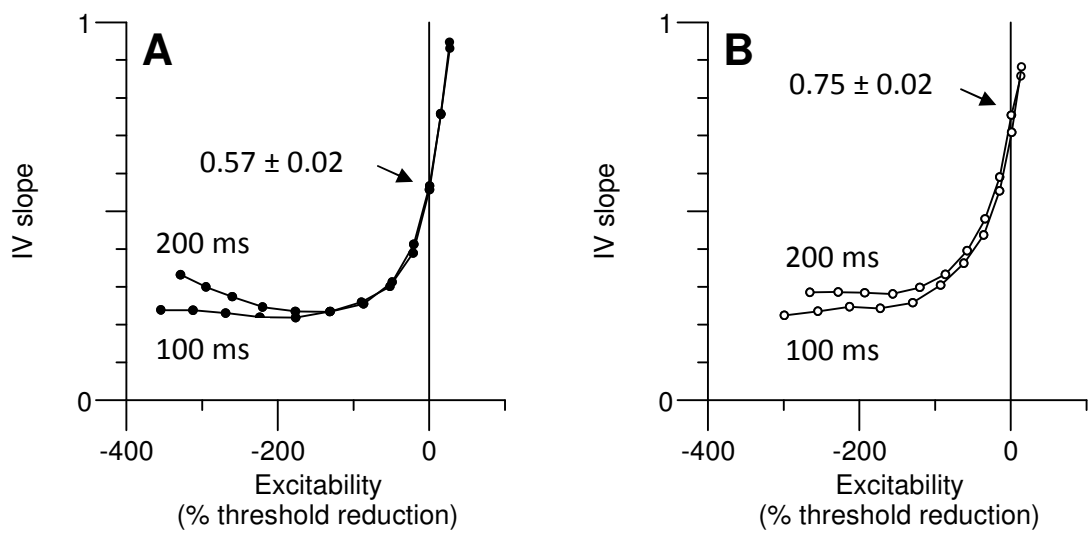 A
1
0.57 ± 0.02
IV slope
200 ms
100 ms
0
-400
-200
0
Excitability
(% threshold reduction)
B
1
0.75 ± 0.02
IV slope
200 ms
100 ms
0
-400
-200
0
Excitability
(% threshold reduction)